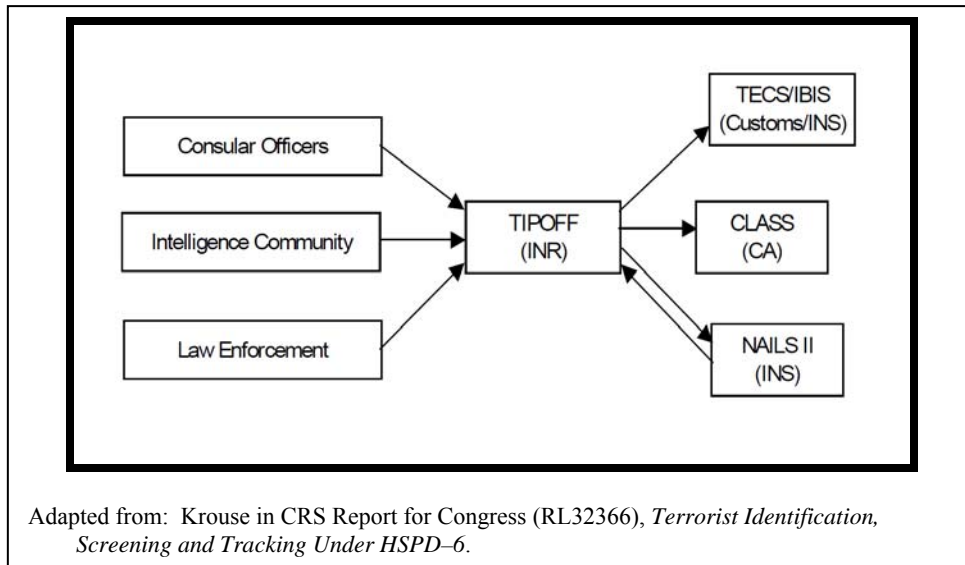 Consular Officers
Intelligence Community
Law Enforcement
TIPOFF
(INR)
TECS/IBIS
(Customs/INS)
CLASS
(CA)
NAILS II
(INS)
Adapted from: Krouse in CRS Report for Congress (RL32366), Terrorist Identification,
Screening and Tracking Under HSPD–6.